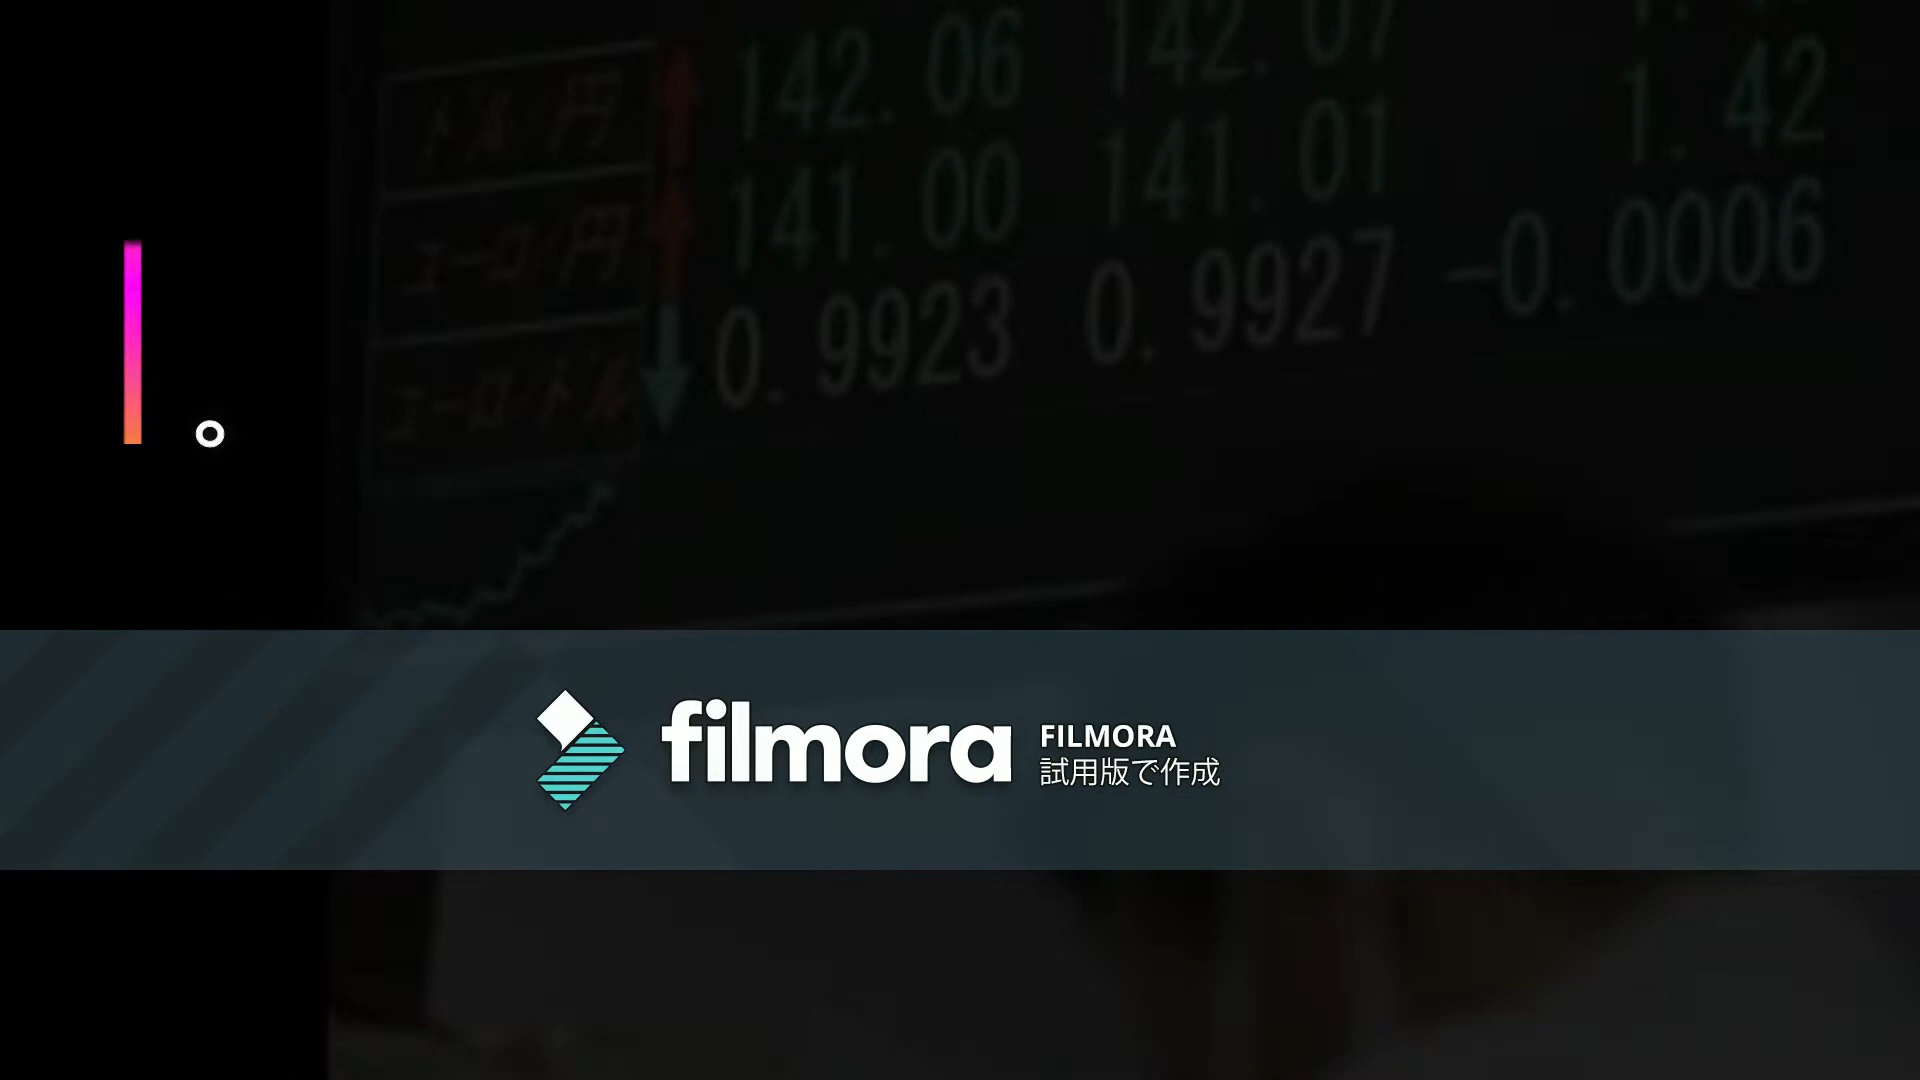 ドル/円 142. 06 142. 07
ユーロ/円 141. 00 141. 01 1. 42
ユーロ/ドル 0. 9923 0. 9927 -0. 0006
。
filmora
FILMORA
試用版で作成